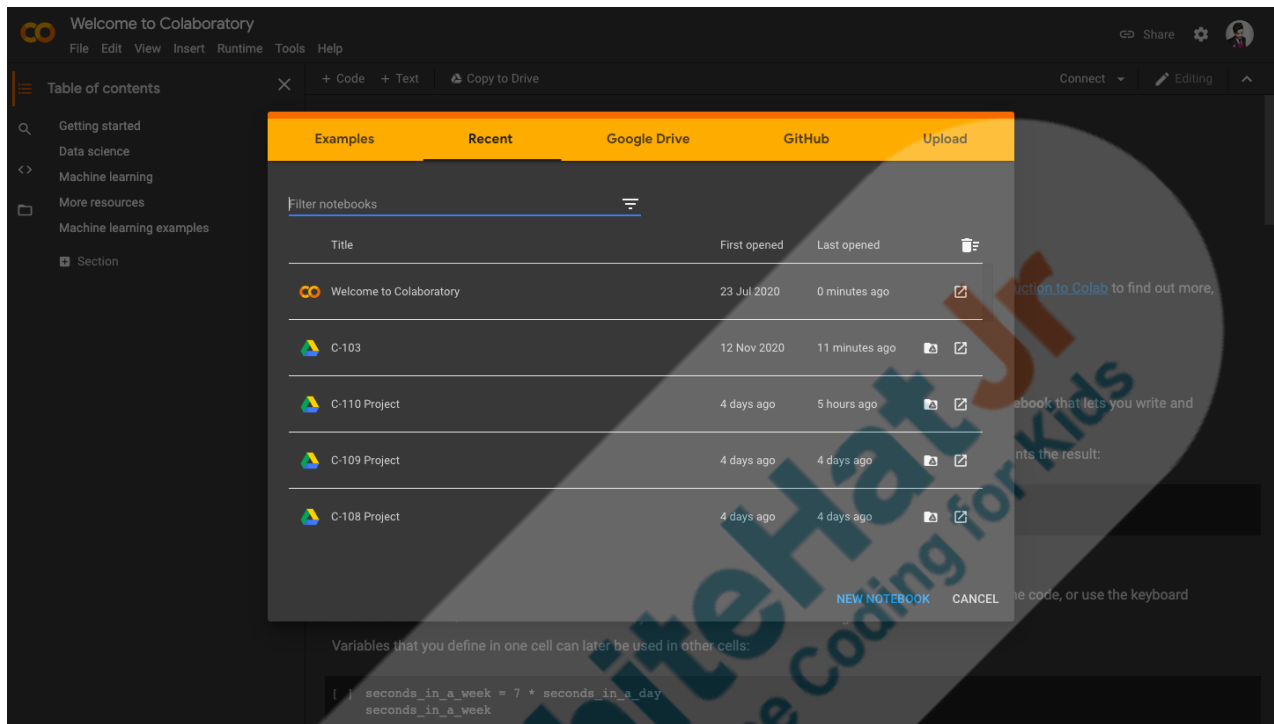 Welcome to Colaboratory
File Edit View Insert Runtime Tools Help
Share
Table of contents
+ Code + Text Copy to Drive
Connect Editing
Getting started
Data science
Machine learning
More resources
Machine learning examples
Section
Examples Recent Google Drive GitHub Upload
Filter notebooks
Title First opened Last opened
Welcome to Colaboratory 23 Jul 2020 0 minutes ago
C-103 12 Nov 2020 11 minutes ago
C-110 Project 4 days ago 5 hours ago
C-109 Project 4 days ago 4 days ago
C-108 Project 4 days ago 4 days ago
NEW NOTEBOOK CANCEL
to Colab to find out more,
that lets you write and
the result:
code, or use the keyboard
Variables that you define in one cell can later be used in other cells:
[ ] seconds_in_a_week = 7 * seconds_in_a_day
seconds_in_a_week
Jr
Coding for Kids